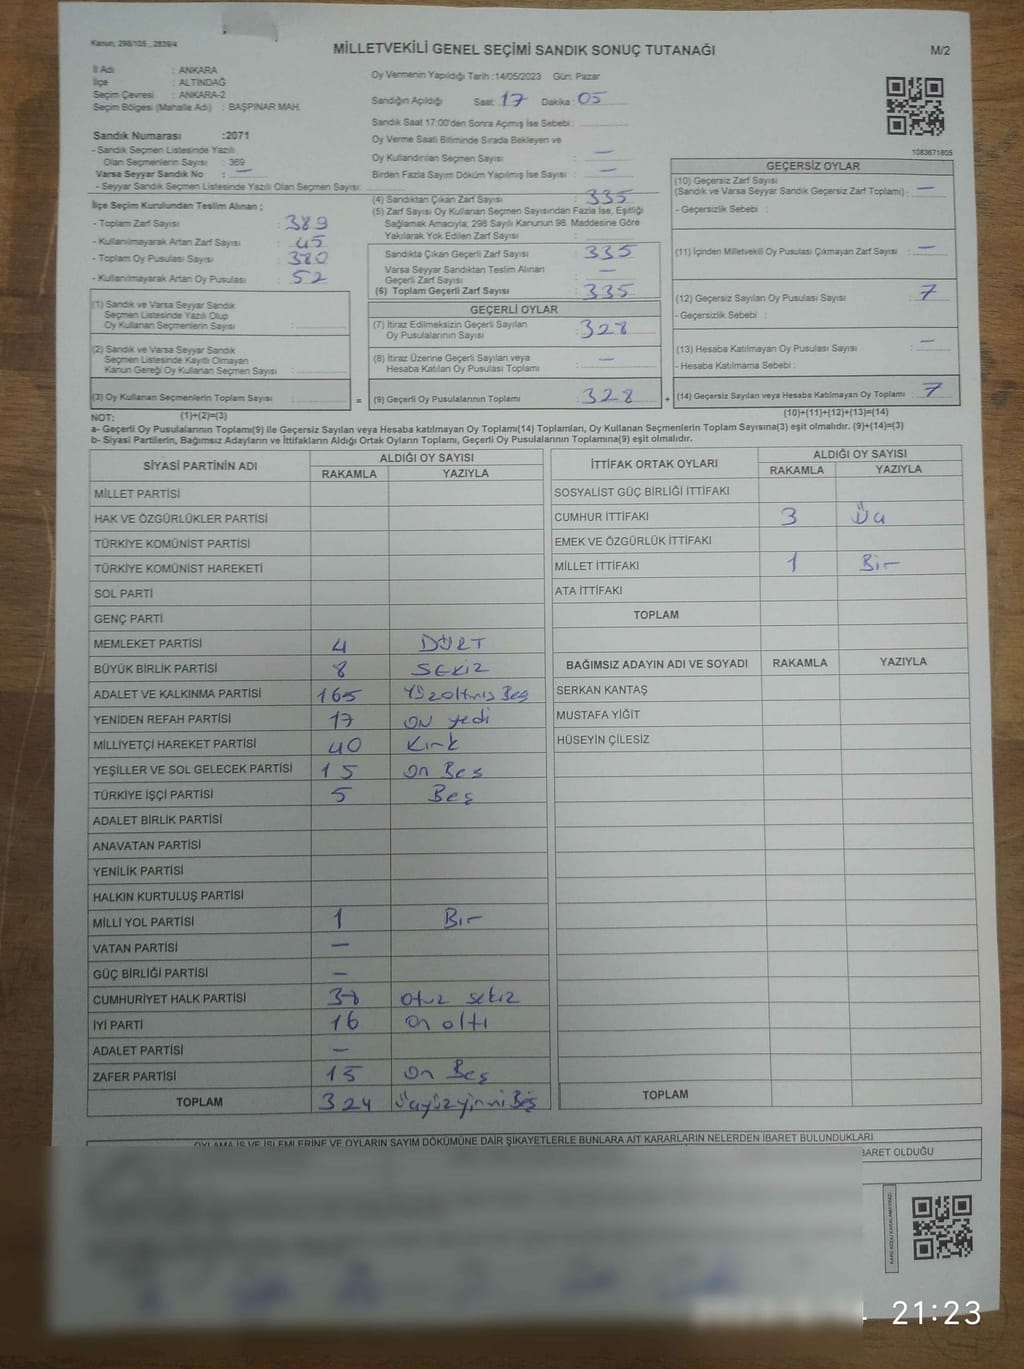 Kanun; 298/105 , 2839/4
MİLLETVEKİLİ GENEL SEÇİMİ SANDIK SONUÇ TUTANAĞI
M/2
İl Adı : ANKARA
İlçe : ALTINDAĞ
Seçim Çevresi : ANKARA-2
Seçim Bölgesi (Mahalle Adı) : BAŞPINAR MAH.
Sandık Numarası :2071
- Sandık Seçmen Listesinde Yazılı
Olan Seçmenlerin Sayısı : 369
Varsa Seyyar Sandık No : —
- Seyyar Sandık Seçmen Listesinde Yazılı Olan Seçmen Sayısı:
İlçe Seçim Kurulundan Teslim Alınan ;
- Toplam Zarf Sayısı : 389
- Kullanılmayarak Artan Zarf Sayısı : 45
- Toplam Oy Pusulası Sayısı : 380
- Kullanılmayarak Artan Oy Pusulası : 52
(1) Sandık ve Varsa Seyyar Sandık
Seçmen Listesinde Yazılı Olup
Oy Kullanan Seçmenlerin Sayısı :
(2) Sandık ve Varsa Seyyar Sandık
Seçmen Listesinde Kayıtlı Olmayan
Kanun Gereği Oy Kullanan Seçmen Sayısı :
(3) Oy Kullanan Seçmenlerin Toplam Sayısı :
Oy Vermenin Yapıldığı Tarih :14/05/2023 Gün: Pazar
Sandığın Açıldığı Saat: 17 Dakika : 05
Sandık Saat 17:00'den Sonra Açımış İse Sebebi :
Oy Verme Saati Bitiminde Sırada Bekleyen ve
Oy Kullandırılan Seçmen Sayısı : —
Birden Fazla Sayım Döküm Yapılmış İse Sayısı : —
(4) Sandıktan Çıkan Zarf Sayısı : 335
(5) Zarf Sayısı Oy Kullanan Seçmen Sayısından Fazla İse, Eşitliği
Sağlamak Amacıyla, 298 Sayılı Kanunun 98. Maddesine Göre
Yakılarak Yok Edilen Zarf Sayısı :
Sandıkta Çıkan Geçerli Zarf Sayısı : 335
Varsa Seyyar Sandıktan Teslim Alınan
Geçerli Zarf Sayısı : —
(6) Toplam Geçerli Zarf Sayısı : 335
GEÇERLİ OYLAR
(7) İtiraz Edilmeksizin Geçerli Sayılan
Oy Pusulalarının Sayısı : 328
(8) İtiraz Üzerine Geçerli Sayılan veya
Hesaba Katılan Oy Pusulası Toplamı : —
= (9) Geçerli Oy Pusulalarının Toplamı : 328 +
1083671805
GEÇERSİZ OYLAR
(10) Geçersiz Zarf Sayısı
(Sandık ve Varsa Seyyar Sandık Geçersiz Zarf Toplamı) : —
- Geçersizlik Sebebi :
(11) İçinden Milletvekili Oy Pusulası Çıkmayan Zarf Sayısı : —
(12) Geçersiz Sayılan Oy Pusulası Sayısı : 7
- Geçersizlik Sebebi :
(13) Hesaba Katılmayan Oy Pusulası Sayısı : —
- Hesaba Katılmama Sebebi :
(14) Geçersiz Sayılan veya Hesaba Katılmayan Oy Toplamı : 7
NOT: (1)+(2)=(3) (10)+(11)+(12)+(13)=(14)
a- Geçerli Oy Pusulalarının Toplamı(9) ile Geçersiz Sayılan veya Hesaba katılmayan Oy Toplamı(14) Toplamları, Oy Kullanan Seçmenlerin Toplam Sayısına(3) eşit olmalıdır. (9)+(14)=(3)
b- Siyasi Partilerin, Bağımsız Adayların ve İttifakların Aldığı Ortak Oyların Toplamı, Geçerli Oy Pusulalarının Toplamına(9) eşit olmalıdır.
SİYASİ PARTİNİN ADI ALDIĞI OY SAYISI
RAKAMLA YAZIYLA
MİLLET PARTİSİ
HAK VE ÖZGÜRLÜKLER PARTİSİ
TÜRKİYE KOMÜNİST PARTİSİ
TÜRKİYE KOMÜNİST HAREKETİ
SOL PARTİ
GENÇ PARTİ
MEMLEKET PARTİSİ 4 DÖRT
BÜYÜK BİRLİK PARTİSİ 8 SEKİZ
ADALET VE KALKINMA PARTİSİ 165 Yüzaltmış Beş
YENİDEN REFAH PARTİSİ 17 on yedi
MİLLİYETÇİ HAREKET PARTİSİ 40 Kırk
YEŞİLLER VE SOL GELECEK PARTİSİ 15 on Beş
TÜRKİYE İŞÇİ PARTİSİ 5 Beş
ADALET BİRLİK PARTİSİ
ANAVATAN PARTİSİ
YENİLİK PARTİSİ
HALKIN KURTULUŞ PARTİSİ
MİLLİ YOL PARTİSİ 1 Bir
VATAN PARTİSİ —
GÜÇ BİRLİĞİ PARTİSİ —
CUMHURİYET HALK PARTİSİ 38 otuz sekiz
İYİ PARTİ 16 on altı
ADALET PARTİSİ —
ZAFER PARTİSİ 15 on Beş
TOPLAM 324
İTTİFAK ORTAK OYLARI ALDIĞI OY SAYISI
RAKAMLA YAZIYLA
SOSYALİST GÜÇ BİRLİĞİ İTTİFAKI
CUMHUR İTTİFAKI 3 Üç
EMEK VE ÖZGÜRLÜK İTTİFAKI
MİLLET İTTİFAKI 1 Bir
ATA İTTİFAKI
TOPLAM
BAĞIMSIZ ADAYIN ADI VE SOYADI RAKAMLA YAZIYLA
SERKAN KANTAŞ
MUSTAFA YİĞİT
HÜSEYİN ÇİLESİZ
TOPLAM
OYLAMA İŞ VE İŞLEMLERİNE VE OYLARIN SAYIM DÖKÜMÜNE DAİR ŞİKAYETLERLE BUNLARA AİT KARARLARIN NELERDEN İBARET BULUNDUKLARI
BARET OLDUĞU
21:23